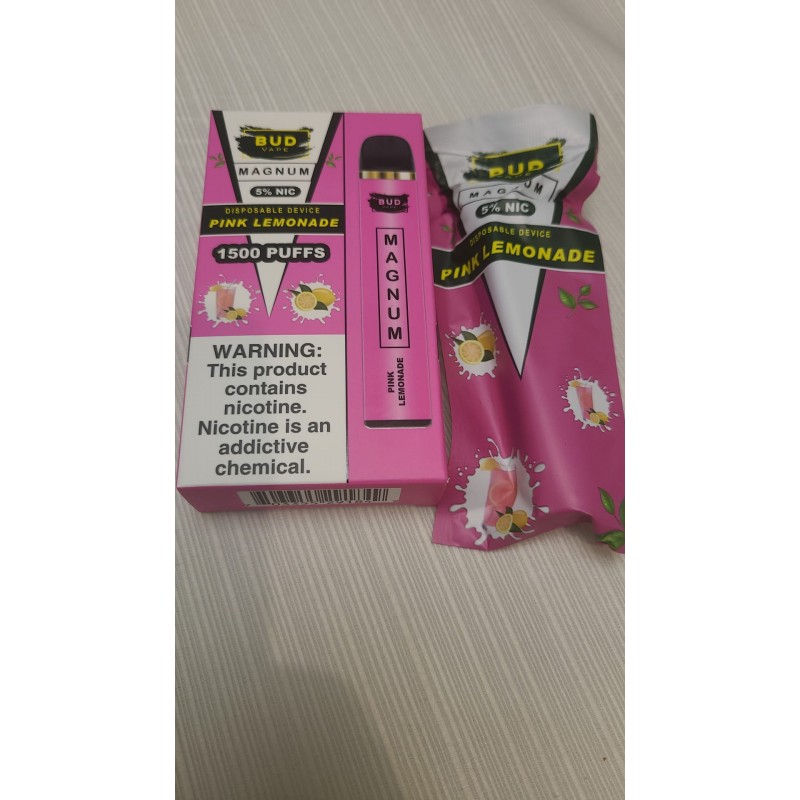 BUD
VAPE
MAGNUM
5% NIC
DISPOSABLE DEVICE
PINK LEMONADE
1500 PUFFS
WARNING:
This product
contains
nicotine.
Nicotine is an
addictive
chemical.
BUD
VAPE
MAGNUM
PINK
LEMONADE
BUD
MAGNUM
5% NIC
DISPOSABLE DEVICE
PINK LEMONADE